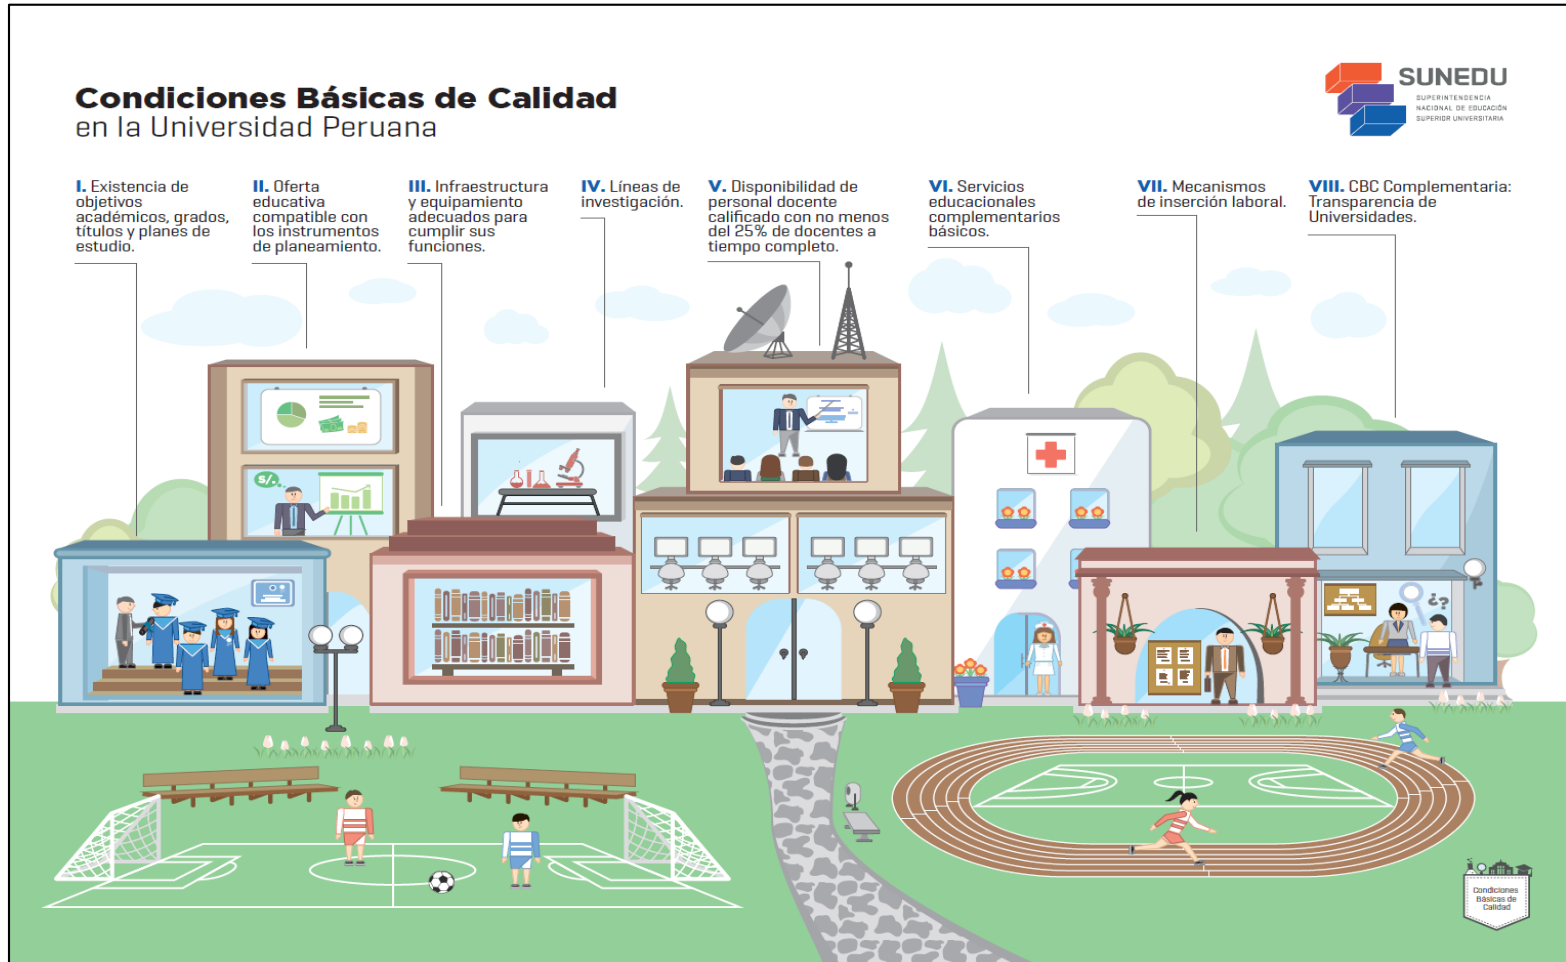 Condiciones Básicas de Calidad
en la Universidad Peruana
SUNEDU
SUPERINTENDENCIA
NACIONAL DE EDUCACIÓN
SUPERIOR UNIVERSITARIA
I. Existencia de
objetivos
académicos, grados,
títulos y planes de
estudio.
II. Oferta
educativa
compatible con
los instrumentos
de planeamiento.
III. Infraestructura
y equipamiento
adecuados para
cumplir sus
funciones.
IV. Líneas de
investigación.
V. Disponibilidad de
personal docente
calificado con no menos
del 25% de docentes a
tiempo completo.
VI. Servicios
educacionales
complementarios
básicos.
VII. Mecanismos
de inserción laboral.
VIII. CBC Complementaria:
Transparencia de
Universidades.
S/.
¿?
Condiciones
Básicas de
Calidad